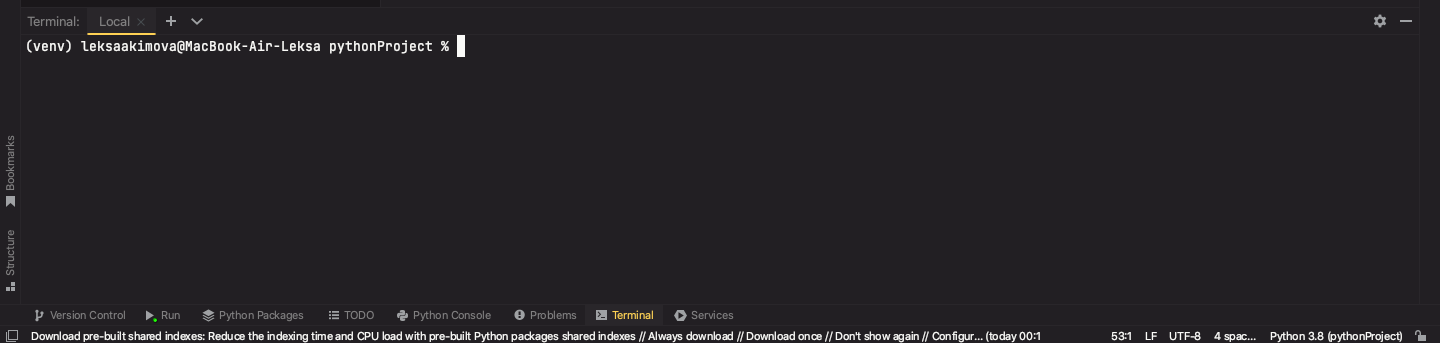 Terminal: Local
(venv) leksaakimova@MacBook-Air-Leksa pythonProject %
Bookmarks
Structure
Version Control Run Python Packages TODO Python Console Problems Terminal Services
Download pre-built shared indexes: Reduce the indexing time and CPU load with pre-built Python packages shared indexes // Always download // Download once // Don't show again // Configur... (today 00:1 53:1 LF UTF-8 4 spac... Python 3.8 (pythonProject)